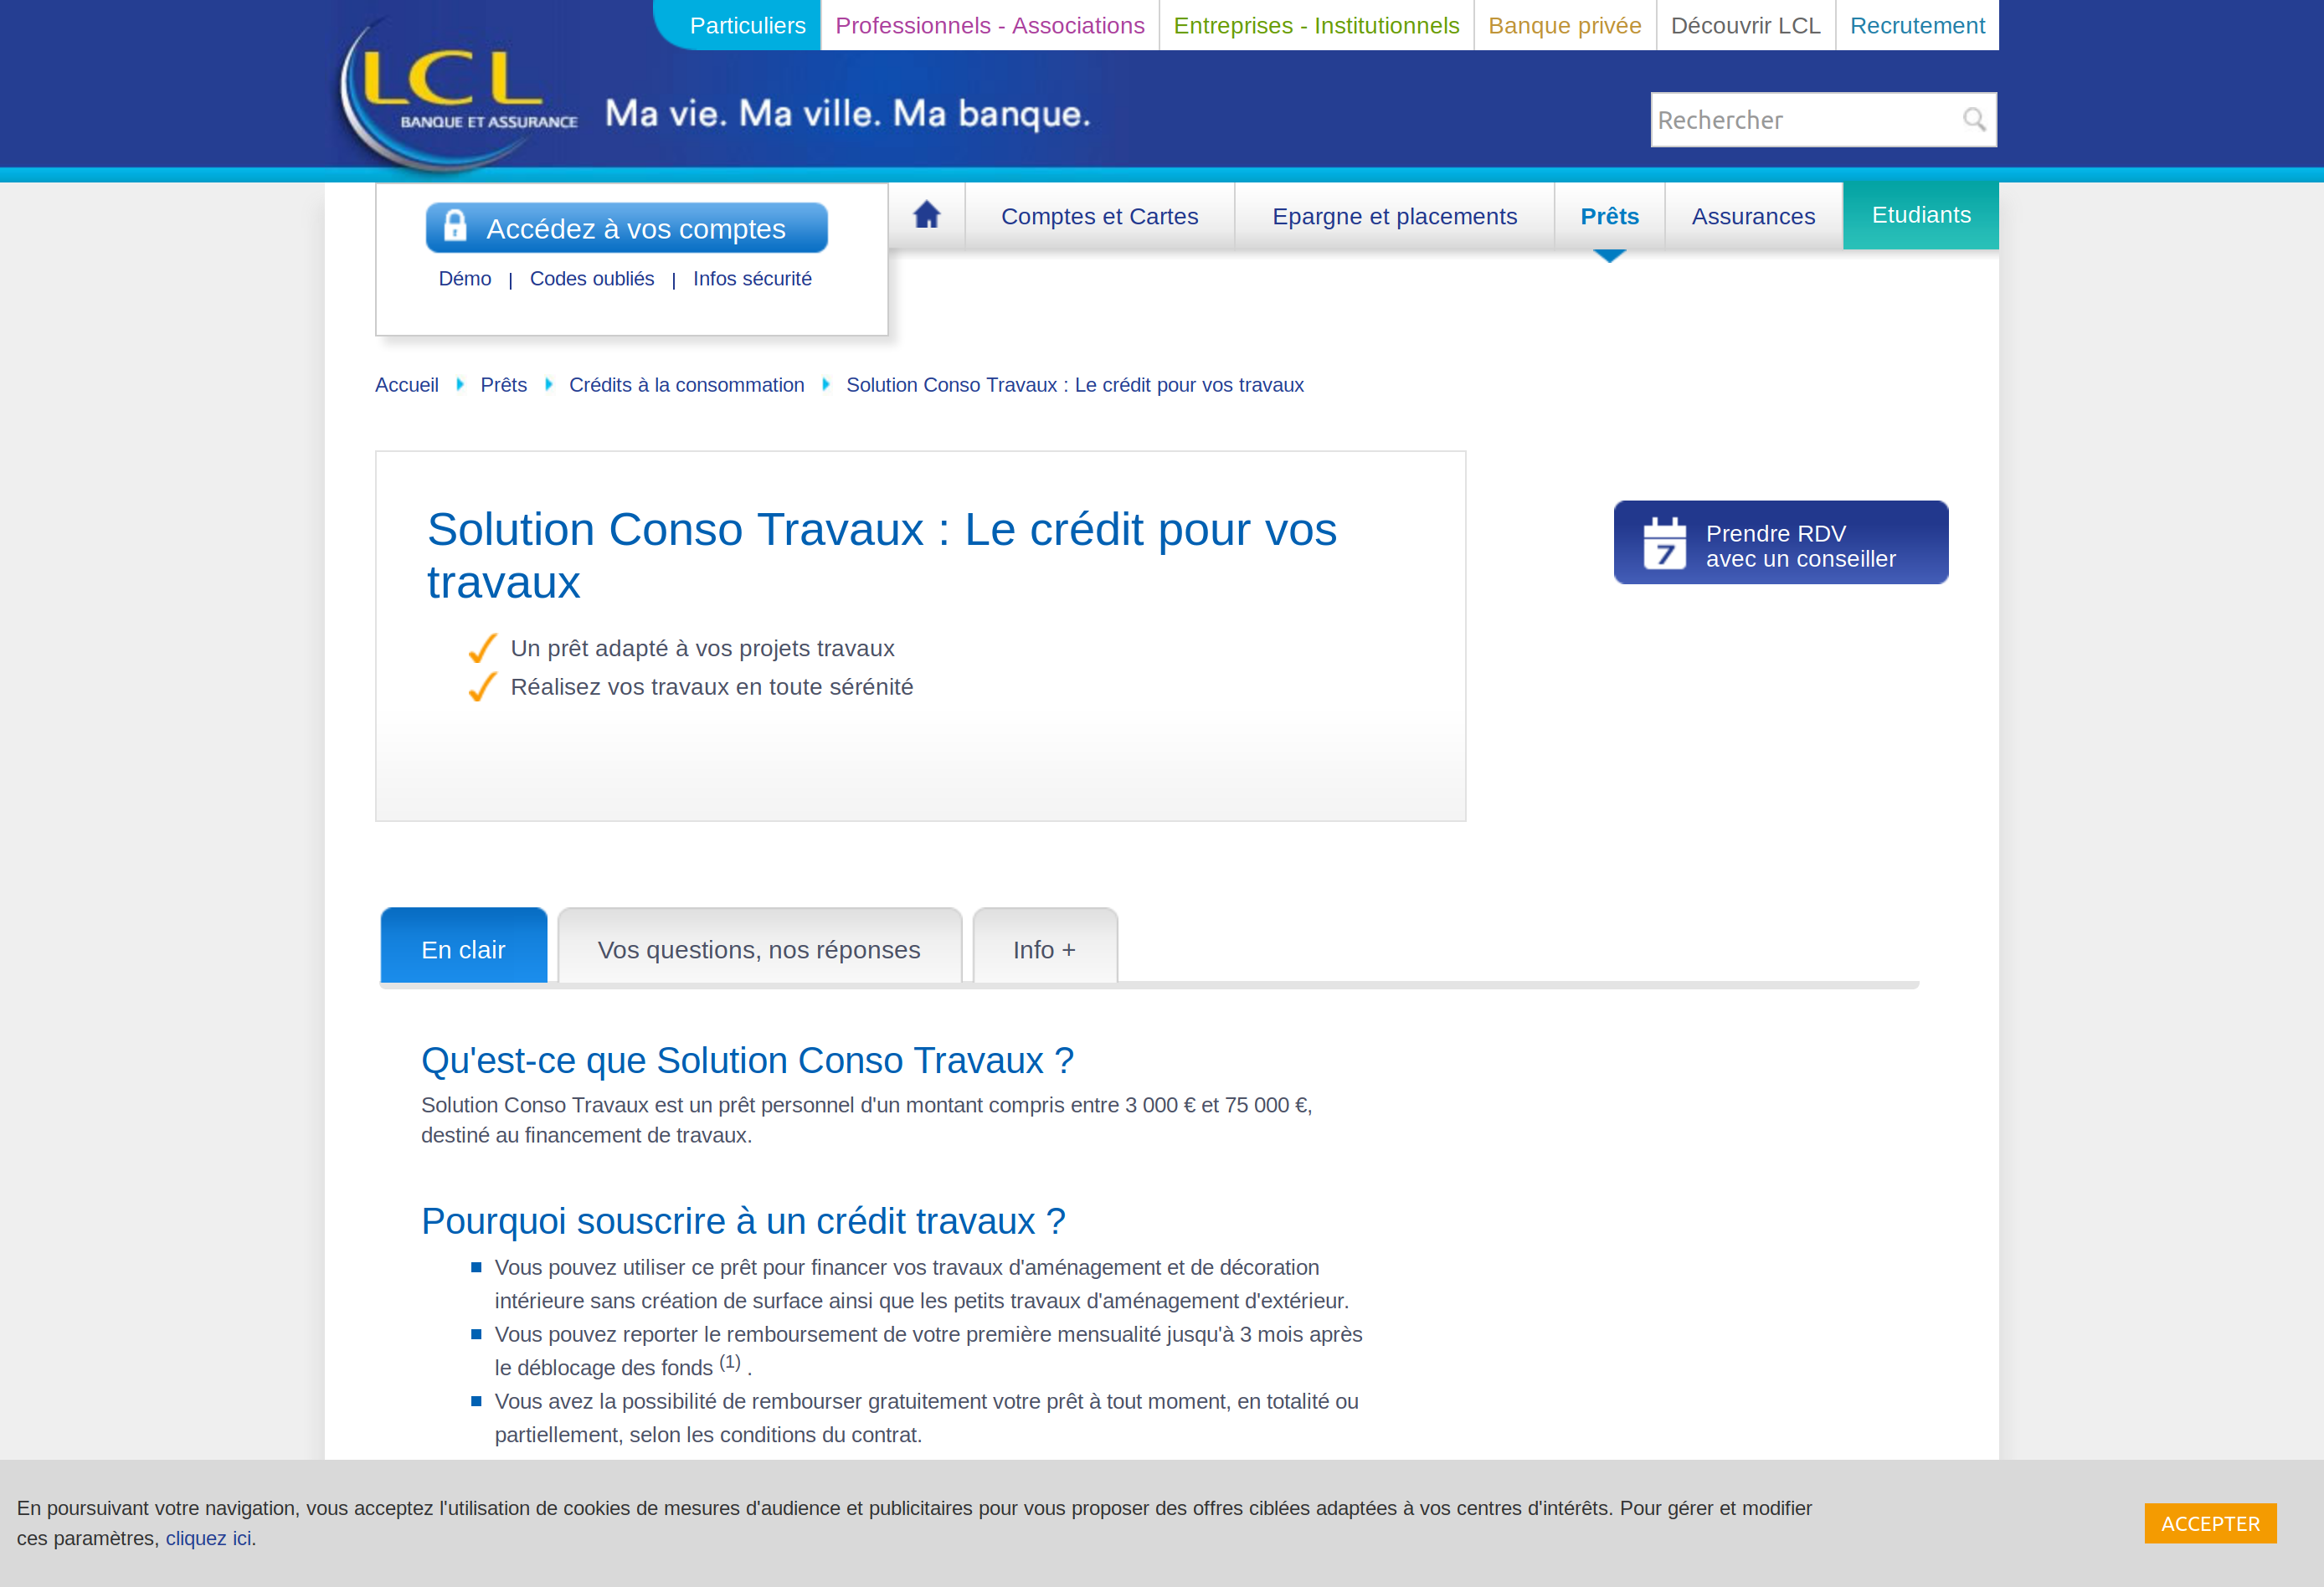 Particuliers
Professionnels - Associations
Entreprises - Institutionnels
Banque privée
Découvrir LCL
Recrutement
LCL
BANQUE ET ASSURANCE
Ma vie. Ma ville. Ma banque.
Rechercher
Accédez à vos comptes
Démo | Codes oubliés | Infos sécurité
Comptes et Cartes
Epargne et placements
Prêts
Assurances
Etudiants
Accueil Prêts Crédits à la consommation Solution Conso Travaux : Le crédit pour vos travaux
Solution Conso Travaux : Le crédit pour vos
travaux
Un prêt adapté à vos projets travaux
Réalisez vos travaux en toute sérénité
7
Prendre RDV
avec un conseiller
En clair
Vos questions, nos réponses
Info +
Qu'est-ce que Solution Conso Travaux ?
Solution Conso Travaux est un prêt personnel d'un montant compris entre 3 000 € et 75 000 €,
destiné au financement de travaux.
Pourquoi souscrire à un crédit travaux ?
Vous pouvez utiliser ce prêt pour financer vos travaux d'aménagement et de décoration
intérieure sans création de surface ainsi que les petits travaux d'aménagement d'extérieur.
Vous pouvez reporter le remboursement de votre première mensualité jusqu'à 3 mois après
le déblocage des fonds (1) .
Vous avez la possibilité de rembourser gratuitement votre prêt à tout moment, en totalité ou
partiellement, selon les conditions du contrat.
En poursuivant votre navigation, vous acceptez l'utilisation de cookies de mesures d'audience et publicitaires pour vous proposer des offres ciblées adaptées à vos centres d'intérêts. Pour gérer et modifier
ces paramètres, cliquez ici.
ACCEPTER